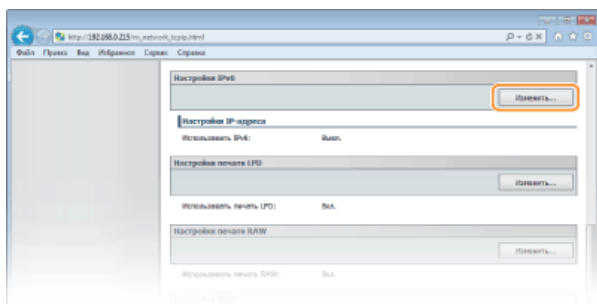 http://192.168.0.215/m_network_tcpip.html
Файл Правка Вид Избранное Сервис Справка
Настройки IPv6
Изменить...
Настройки IP-адреса
Использовать IPv6: Выкл.
Настройки печати LPD
Изменить...
Использовать печать LPD: Вкл.
Настройки печати RAW
Изменить...
Использовать печать RAW: Вкл.